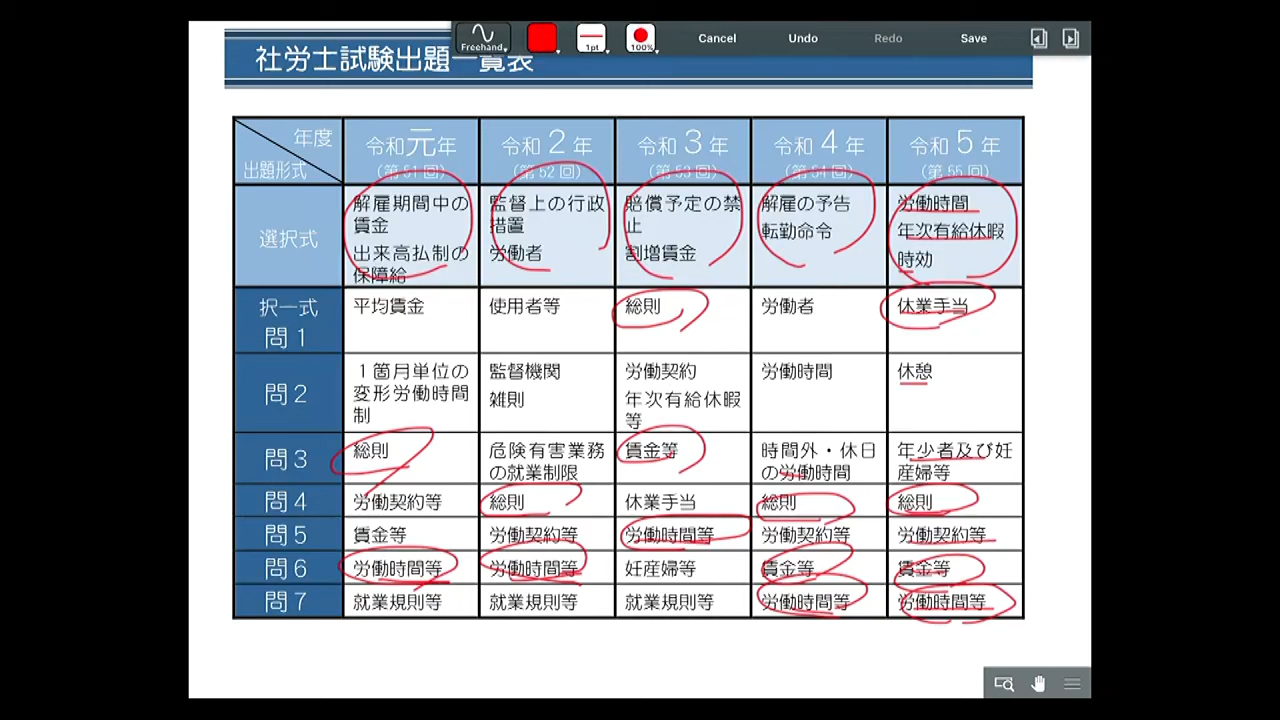 Freehand
1pt
100%
Cancel
Undo
Redo
Save
社労士試験出題一覧表
年度
出題形式
令和元年
（第51回）
令和2年
（第52回）
令和3年
（第53回）
令和4年
（第54回）
令和5年
（第55回）
選択式
解雇期間中の
賃金
出来高払制の
保障給
監督上の行政
措置
労働者
賠償予定の禁
止
割増賃金
解雇の予告
転勤命令
労働時間
年次有給休暇
時効
択一式
問1
平均賃金
使用者等
総則
労働者
休業手当
問2
1箇月単位の
変形労働時間
制
監督機関
雑則
労働契約
年次有給休暇
等
労働時間
休憩
問3
総則
危険有害業務
の就業制限
賃金等
時間外・休日
の労働時間
年少者及び妊
産婦等
問4
労働契約等
総則
休業手当
総則
総則
問5
賃金等
労働契約等
労働時間等
労働契約等
労働契約等
問6
労働時間等
労働時間等
妊産婦等
賃金等
賃金等
問7
就業規則等
就業規則等
就業規則等
労働時間等
労働時間等